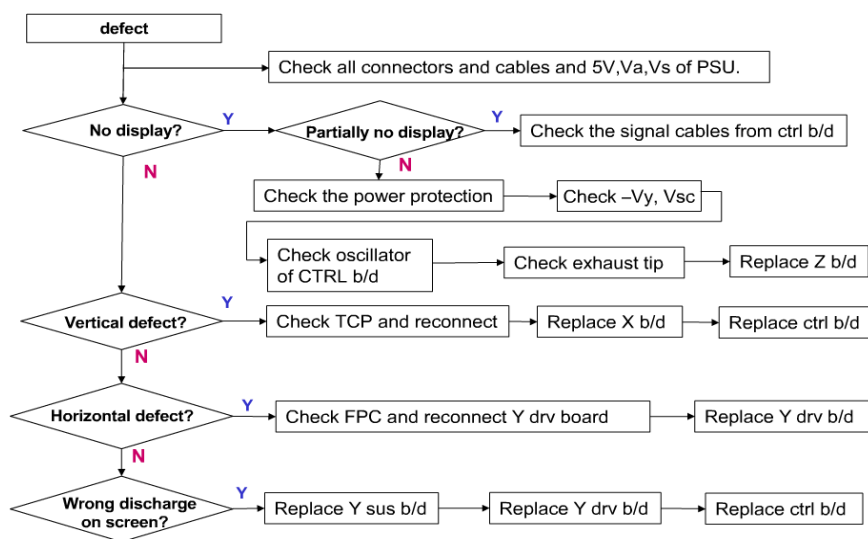 defect
Check all connectors and cables and 5V,Va,Vs of PSU.
No display?
Y
Partially no display?
Y
Check the signal cables from ctrl b/d
N
N
Check the power protection
Check –Vy, Vsc
Check oscillator
of CTRL b/d
Check exhaust tip
Replace Z b/d
Vertical defect?
Y
Check TCP and reconnect
Replace X b/d
Replace ctrl b/d
N
Horizontal defect?
Y
Check FPC and reconnect Y drv board
Replace Y drv b/d
N
Wrong discharge
on screen?
Y
Replace Y sus b/d
Replace Y drv b/d
Replace ctrl b/d